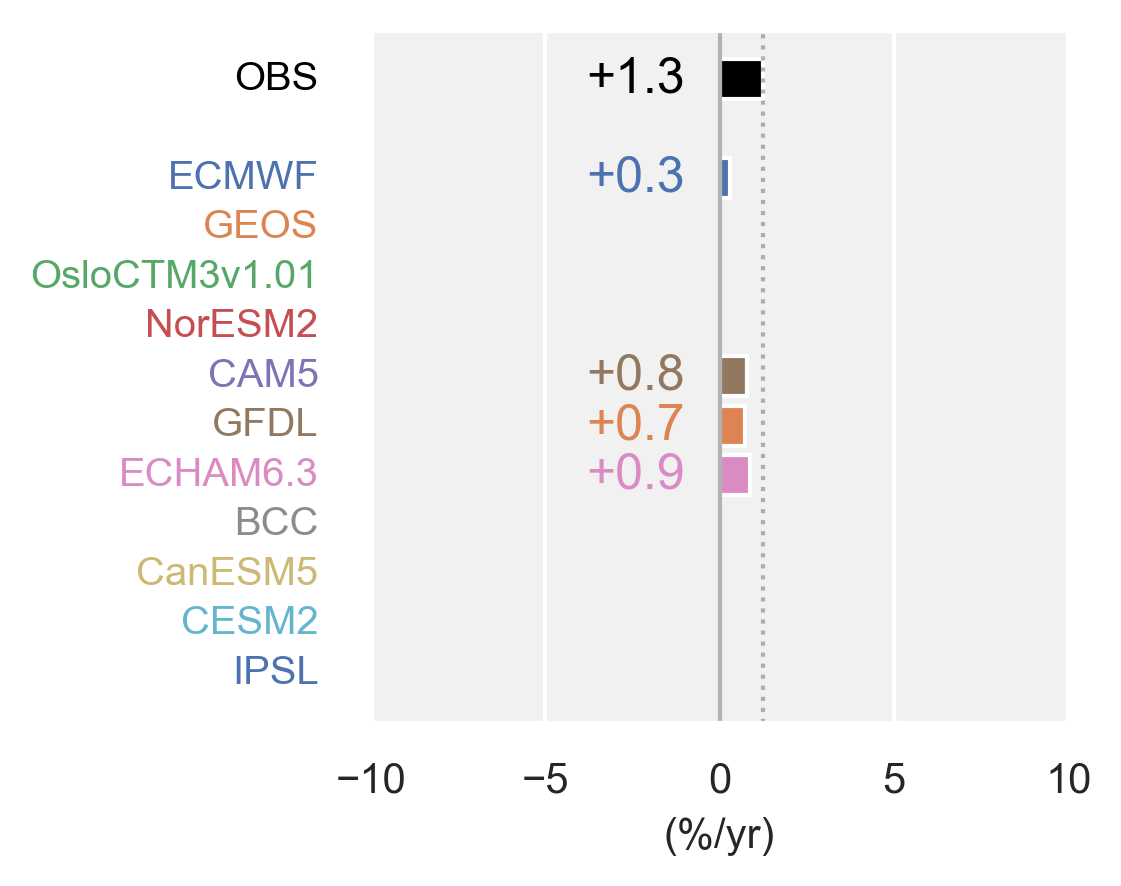 OBS +1.3
ECMWF +0.3
GEOS
OsloCTM3v1.01
NorESM2
CAM5 +0.8
GFDL +0.7
ECHAM6.3 +0.9
BCC
CanESM5
CESM2
IPSL
−10 −5 0 5 10
(%/yr)